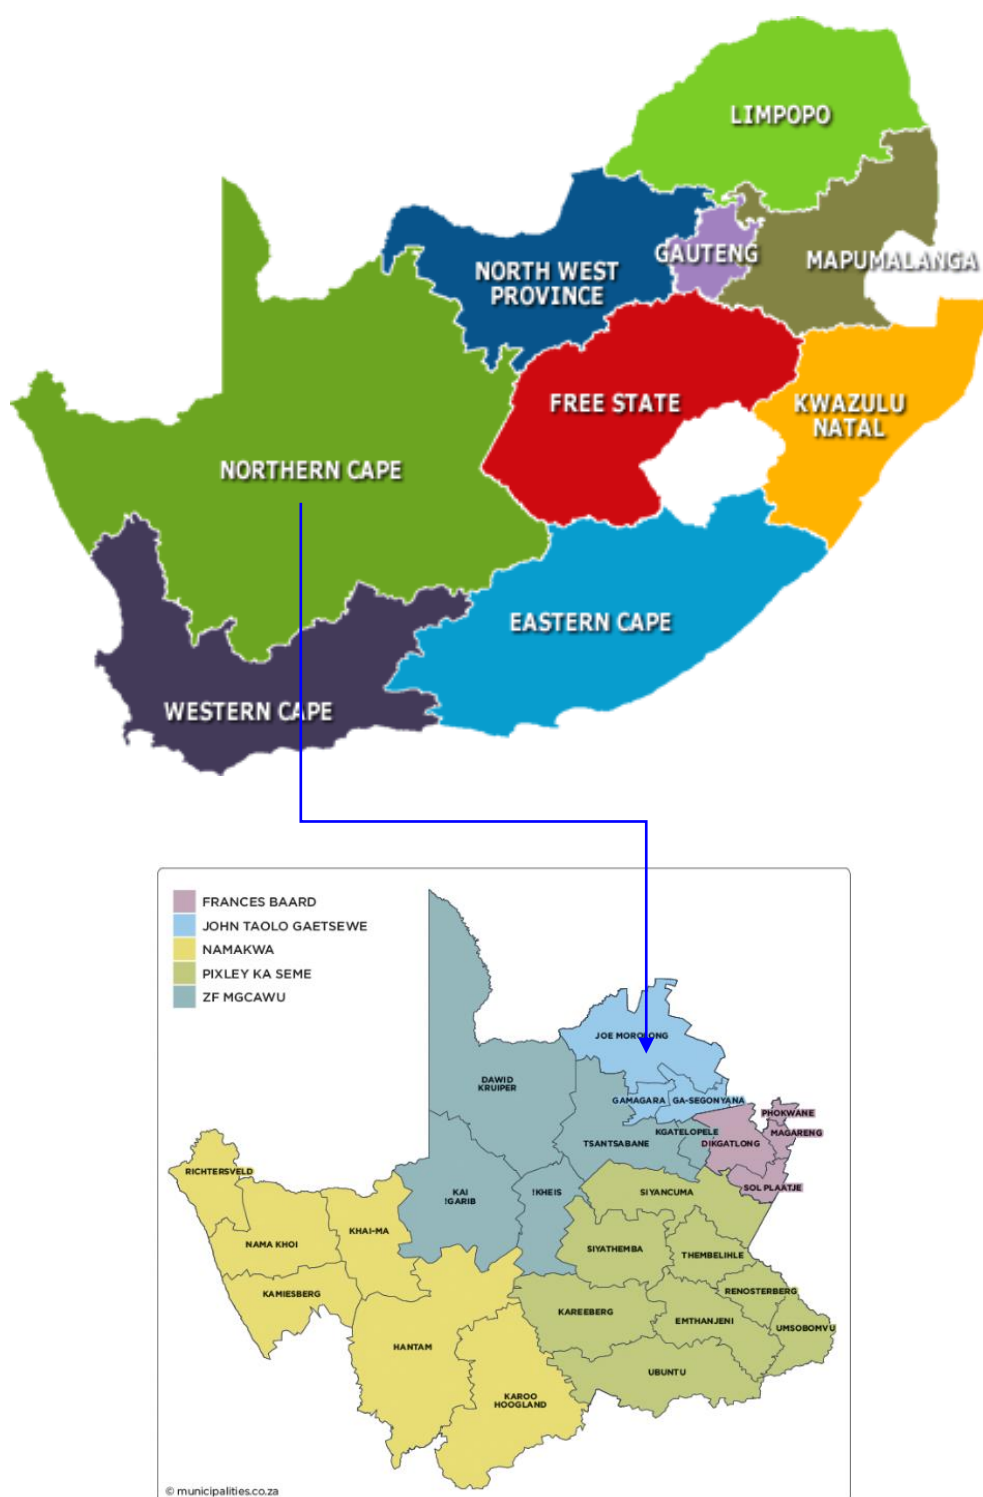 LIMPOPO
GAUTENG
MAPUMALANGA
NORTH WEST
PROVINCE
FREE STATE
KWAZULU
NATAL
NORTHERN CAPE
EASTERN CAPE
WESTERN CAPE
FRANCES BAARD
JOHN TAOLO GAETSEWE
NAMAKWA
PIXLEY KA SEME
ZF MGCAWU
JOE MOROLONG
DAWID
KRUIPER
GAMAGARA
GA-SEGONYANA
PHOKWANE
KGATELOPELE
MAGARENG
TSANTSABANE
DIKGATLONG
RICHTERSVELD
KAI
!GARIB
!KHEIS
SIYANCUMA
SOL PLAATJE
KHAI-MA
NAMA KHOI
SIYATHEMBA
THEMBELIHLE
KAMIESBERG
RENOSTERBERG
KAREEBERG
EMTHANJENI
UMSOBOMVU
HANTAM
UBUNTU
KAROO
HOOGLAND
© municipalities.co.za